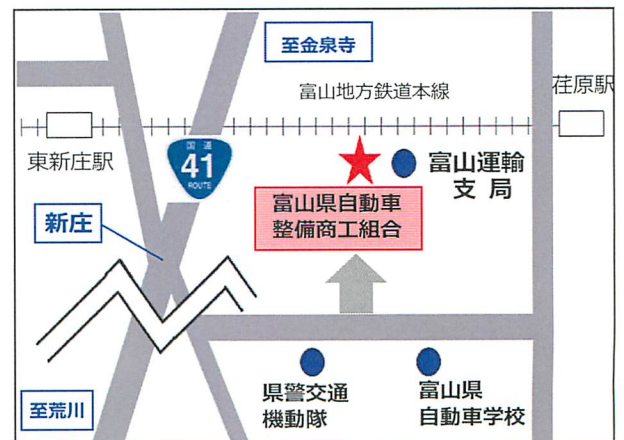 至金泉寺
富山地方鉄道本線
荏原駅
東新庄駅
国道
41
ROUTE
富山運輸
支局
富山県自動車
整備商工組合
新庄
県警交通
機動隊
富山県
自動車学校
至荒川